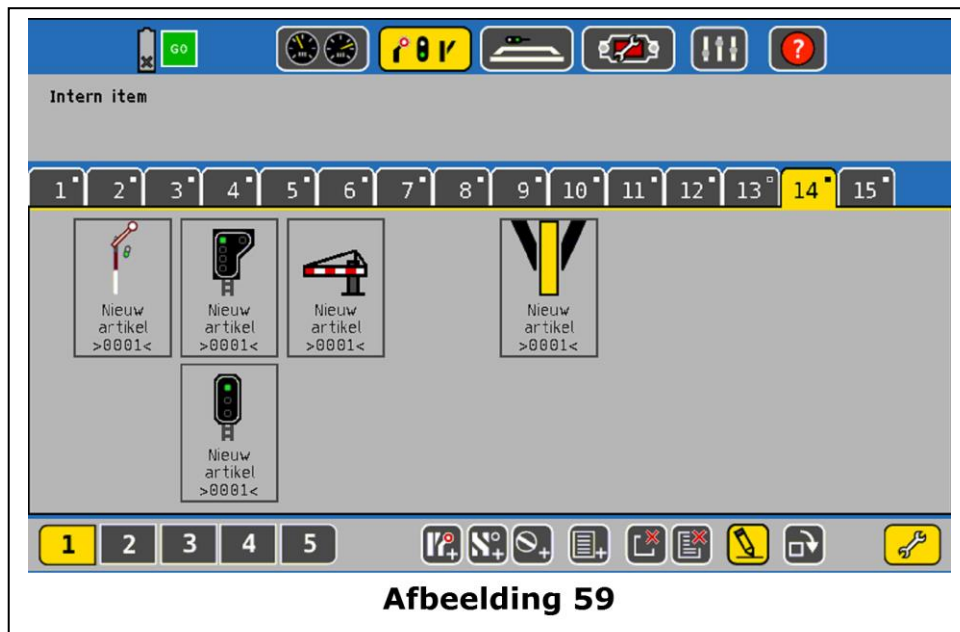 GO
?
Intern item
1 2 3 4 5 6 7 8 9 10 11 12 13 14 15
Nieuw artikel >0001<
Nieuw artikel >0001<
Nieuw artikel >0001<
Nieuw artikel >0001<
Nieuw artikel >0001<
1 2 3 4 5
Afbeelding 59